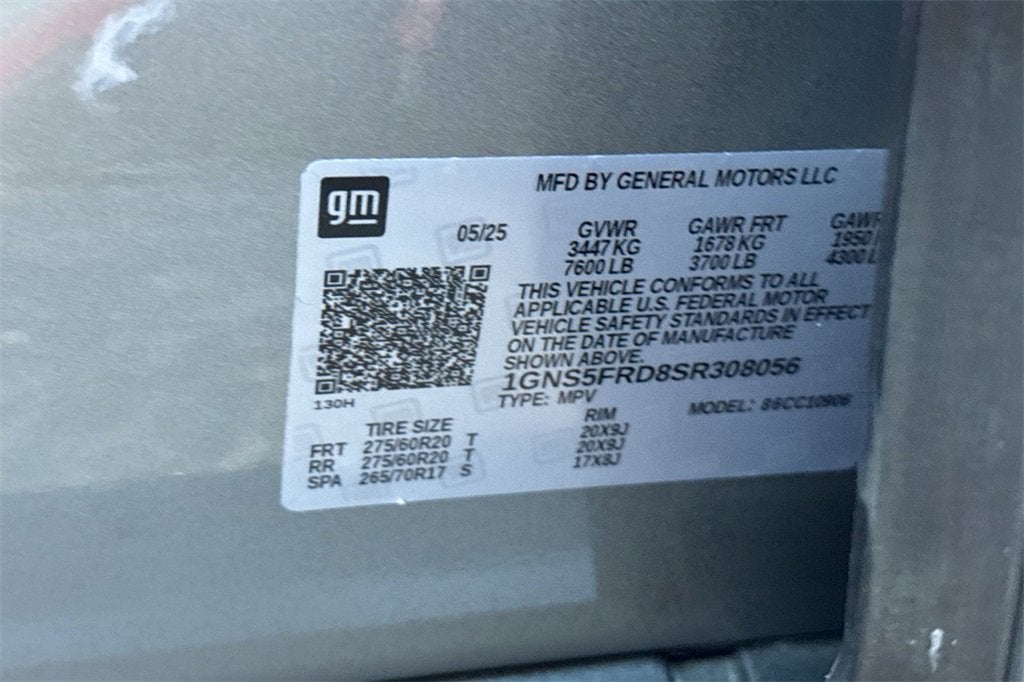 gm
MFD BY GENERAL MOTORS LLC
05/25 GVWR GAWR FRT GAWR
3447 KG 1678 KG 1950
7600 LB 3700 LB 4300 L
THIS VEHICLE CONFORMS TO ALL
APPLICABLE U.S. FEDERAL MOTOR
VEHICLE SAFETY STANDARDS IN EFFECT
ON THE DATE OF MANUFACTURE
SHOWN ABOVE.
1GNS5FRD8SR308056
130H
TYPE: MPV MODEL:
TIRE SIZE RIM
FRT 275/60R20 T 20X9J
RR 275/60R20 T 20X9J
SPA 265/70R17 S 17X8J